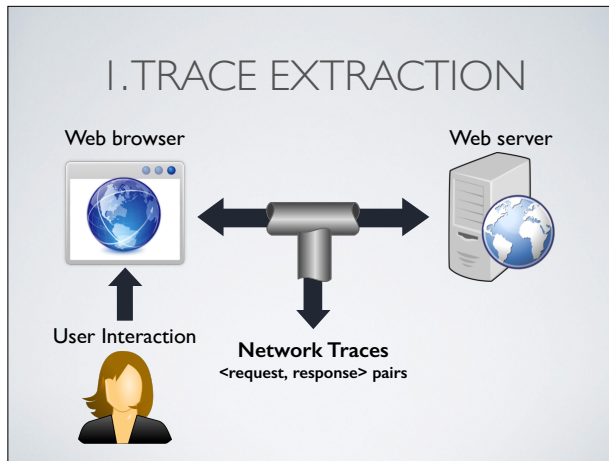 1. TRACE EXTRACTION
Web browser
Web server
User Interaction
Network Traces
<request, response> pairs